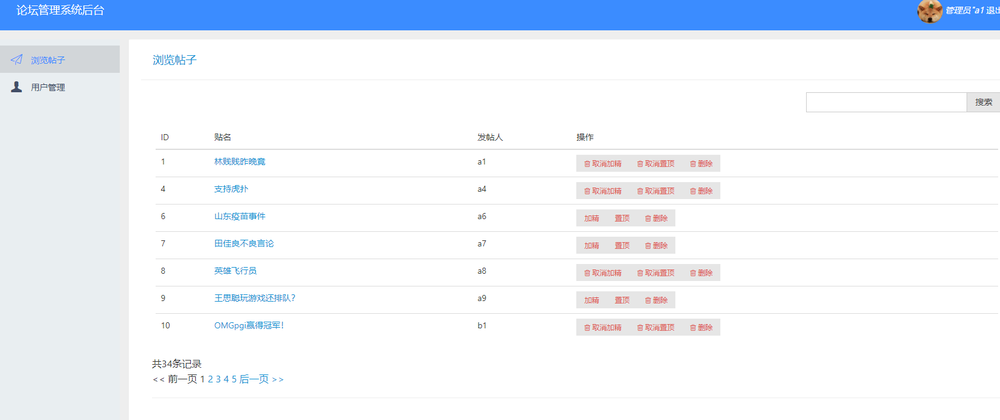 论坛管理系统后台
管理员"a1 退出
浏览帖子
用户管理
浏览帖子
搜索
ID 贴名 发帖人 操作
1 林贱贱昨晚竟 a1 取消加精 取消置顶 删除
4 支持虎扑 a4 取消加精 取消置顶 删除
6 山东疫苗事件 a6 加精 置顶 删除
7 田佳良不良言论 a7 加精 置顶 删除
8 英雄飞行员 a8 取消加精 取消置顶 删除
9 王思聪玩游戏还排队? a9 加精 置顶 删除
10 OMGpgi赢得冠军! b1 取消加精 取消置顶 删除
共34条记录
<< 前一页 1 2 3 4 5 后一页 >>